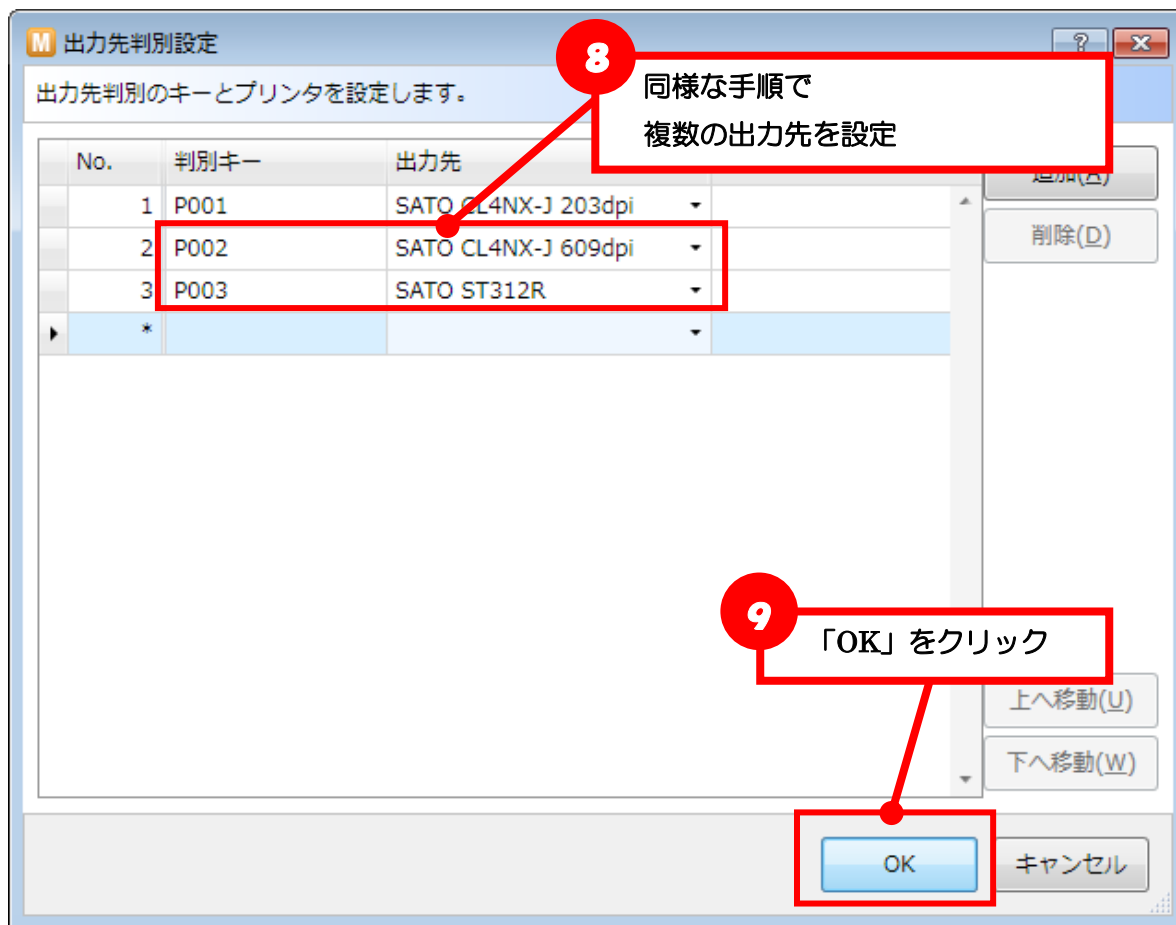 M 出力先判別設定
?
8
同様な手順で
複数の出力先を設定
出力先判別のキーとプリンタを設定します。
No. 判別キー 出力先
追加(A)
1 P001 SATO CL4NX-J 203dpi
削除(D)
2 P002 SATO CL4NX-J 609dpi
3 P003 SATO ST312R
*
9
「OK」をクリック
上へ移動(U)
下へ移動(W)
OK キャンセル